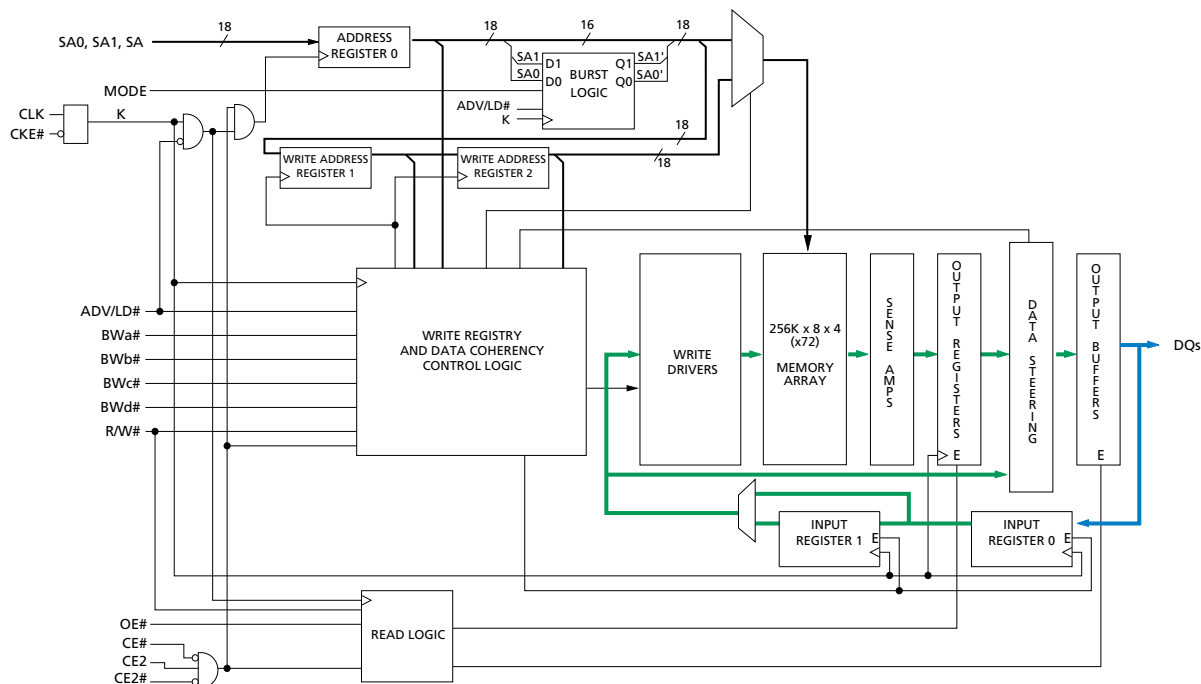 18
18
16
18
SA0, SA1, SA
ADDRESS
REGISTER 0
SA1
SA0
D1
D0
BURST
LOGIC
Q1
Q0
SA1'
SA0'
MODE
ADV/LD#
K
CLK
CKE#
K
18
18
WRITE ADDRESS
REGISTER 1
WRITE ADDRESS
REGISTER 2
ADV/LD#
BWa#
BWb#
BWc#
BWd#
R/W#
WRITE REGISTRY
AND DATA COHERENCY
CONTROL LOGIC
WRITE
DRIVERS
256K x 8 x 4
(x72)
MEMORY
ARRAY
SENSE AMPS
OUTPUT REGISTERS
E
DATA STEERING
OUTPUT BUFFERS
E
DQs
INPUT
REGISTER 1
E
INPUT
REGISTER 0
E
OE#
CE#
CE2
CE2#
READ LOGIC